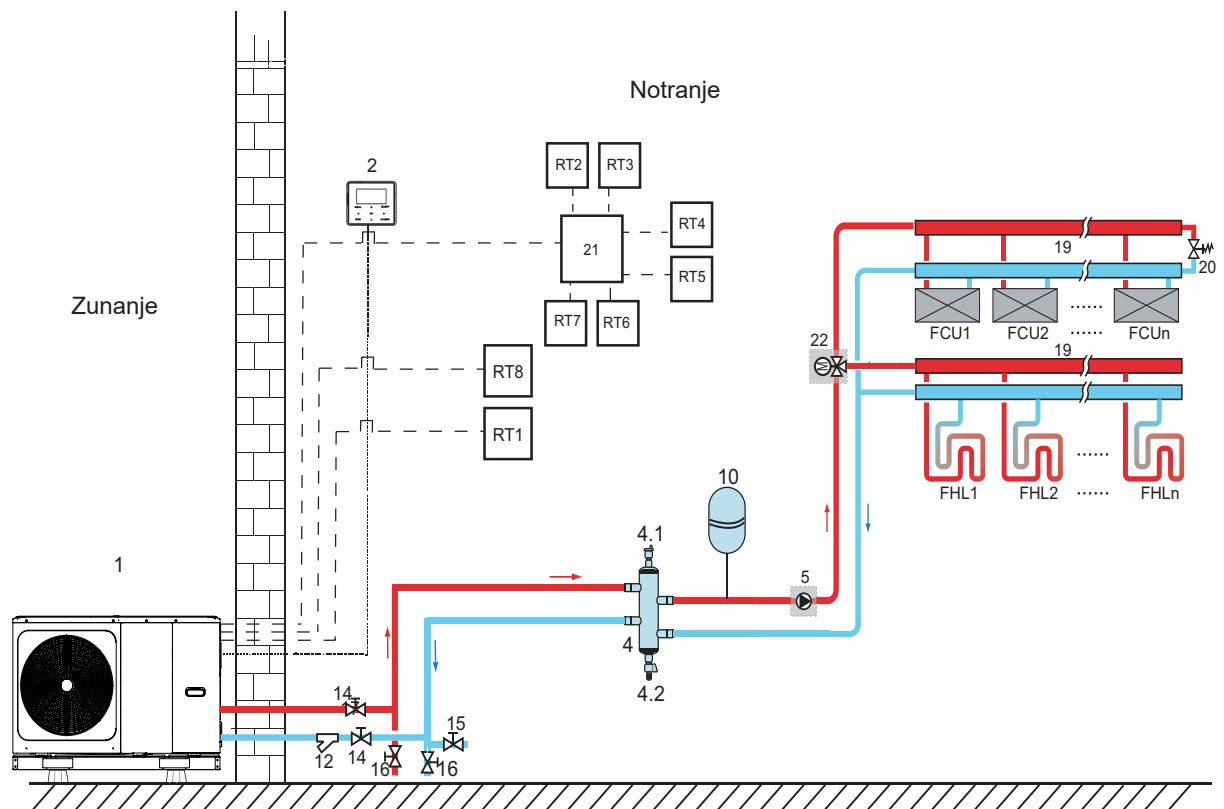 Notranje
Zunanje
2
RT2
RT3
RT4
21
RT5
RT7
RT6
RT8
RT1
19
20
FCU1
FCU2
......
FCUn
......
22
19
......
FHL1
FHL2
......
FHLn
10
4.1
5
4
4.2
1
14
15
12
14
16
16